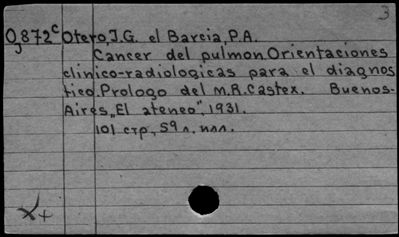 3
Oj872c Otero, J.G. el Barcia, P.A.
Cancer del pulmon. Orientaciones
clinico-radiologicas para el diagnos
tico. Prologo del M.R. Castex. Buenos-
Aires, „El ateneo", 1931.
101 стр., 59 л. илл.